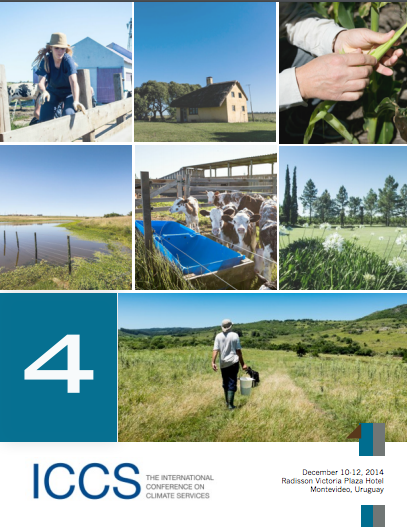 4
ICCS
THE INTERNATIONAL
CONFERENCE ON
CLIMATE SERVICES
December 10-12, 2014
Radisson Victoria Plaza Hotel
Montevideo, Uruguay